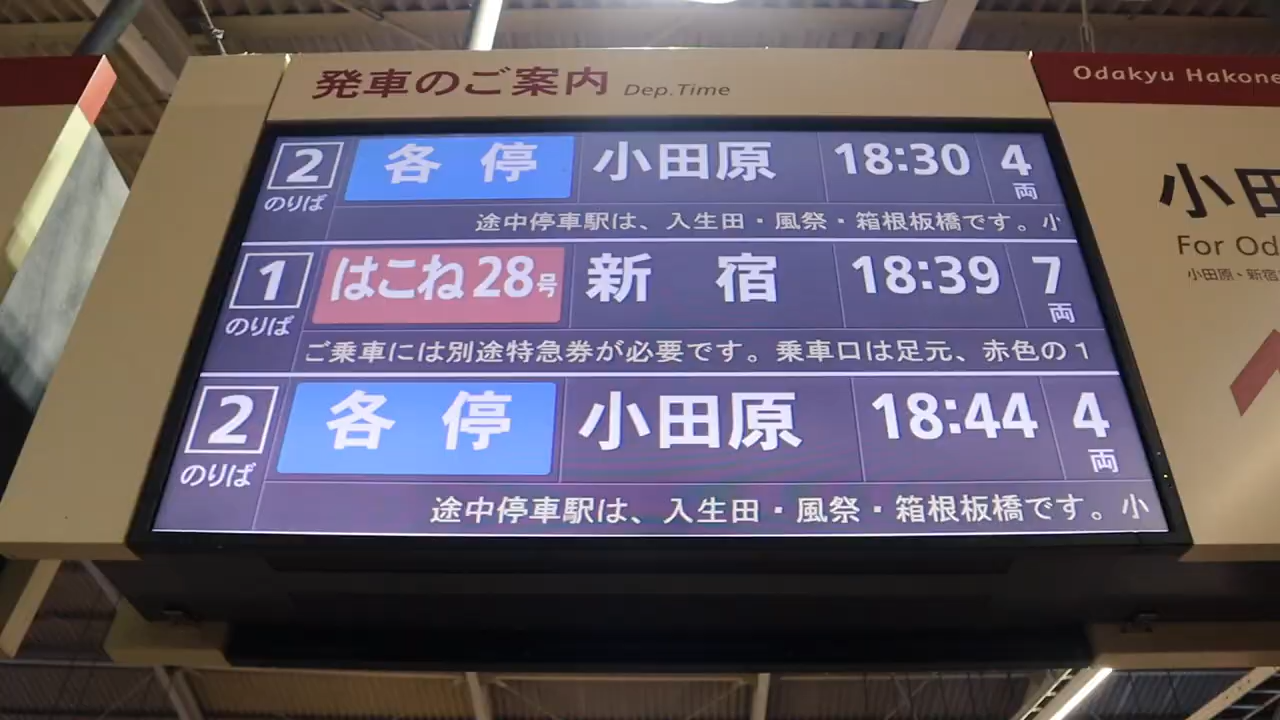 発車のご案内 Dep.Time
2 各停 小田原 18:30 4
のりば 両
途中停車駅は、入生田・風祭・箱根板橋です。小
1 はこね28号 新宿 18:39 7
のりば 両
ご乗車には別途特急券が必要です。乗車口は足元、赤色の1
2 各停 小田原 18:44 4
のりば 両
途中停車駅は、入生田・風祭・箱根板橋です。小
Odakyu Hakone
小田
For Od
小田原、新宿